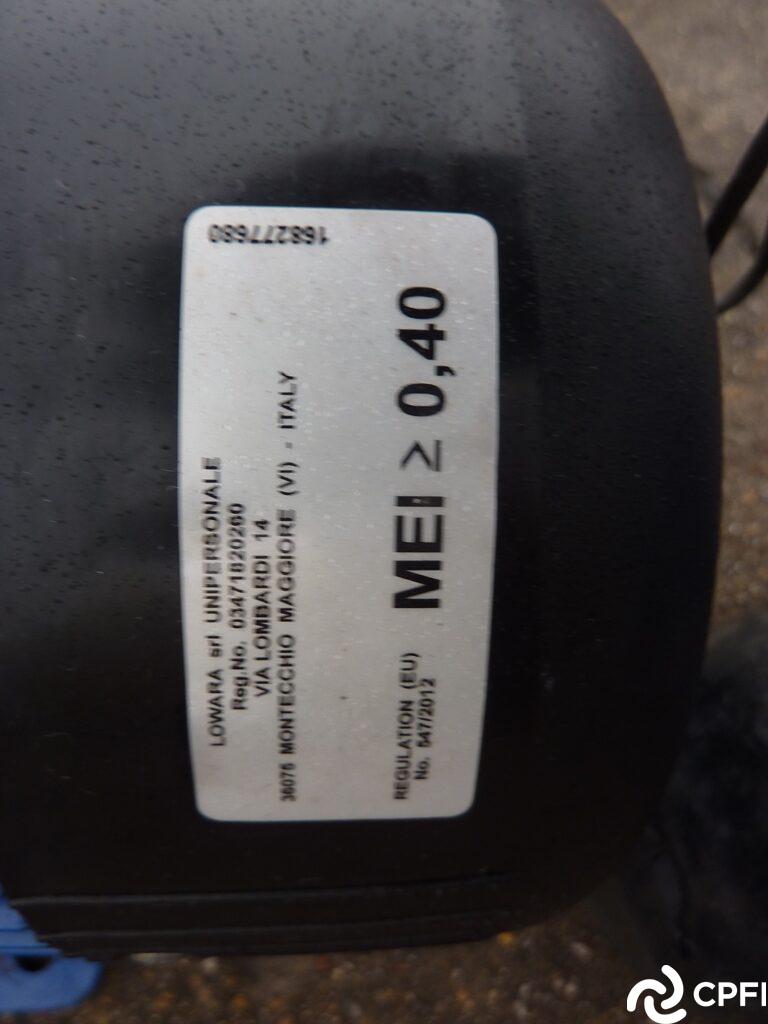 LOWARA srl UNIPERSONALE
Reg.No. 03471820260
VIA LOMBARDI 14
36075 MONTECCHIO MAGGIORE (VI) - ITALY
168277680
REGULATION (EU)
No. 547/2012
MEI ≥ 0,40
CPFI